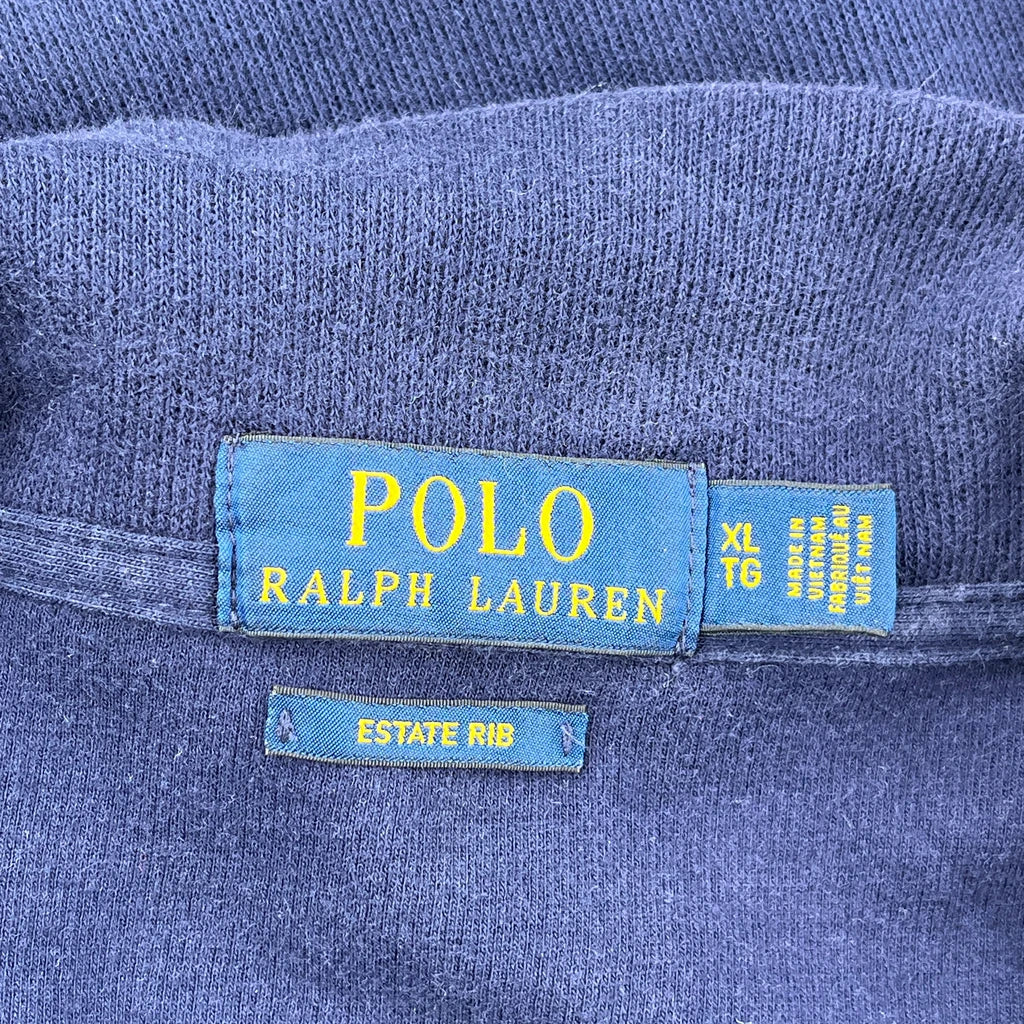 POLO
RALPH LAUREN
XL
TG
MADE IN
VIETNAM
FABRIQUÉ AU
VIÊT NAM
ESTATE RIB